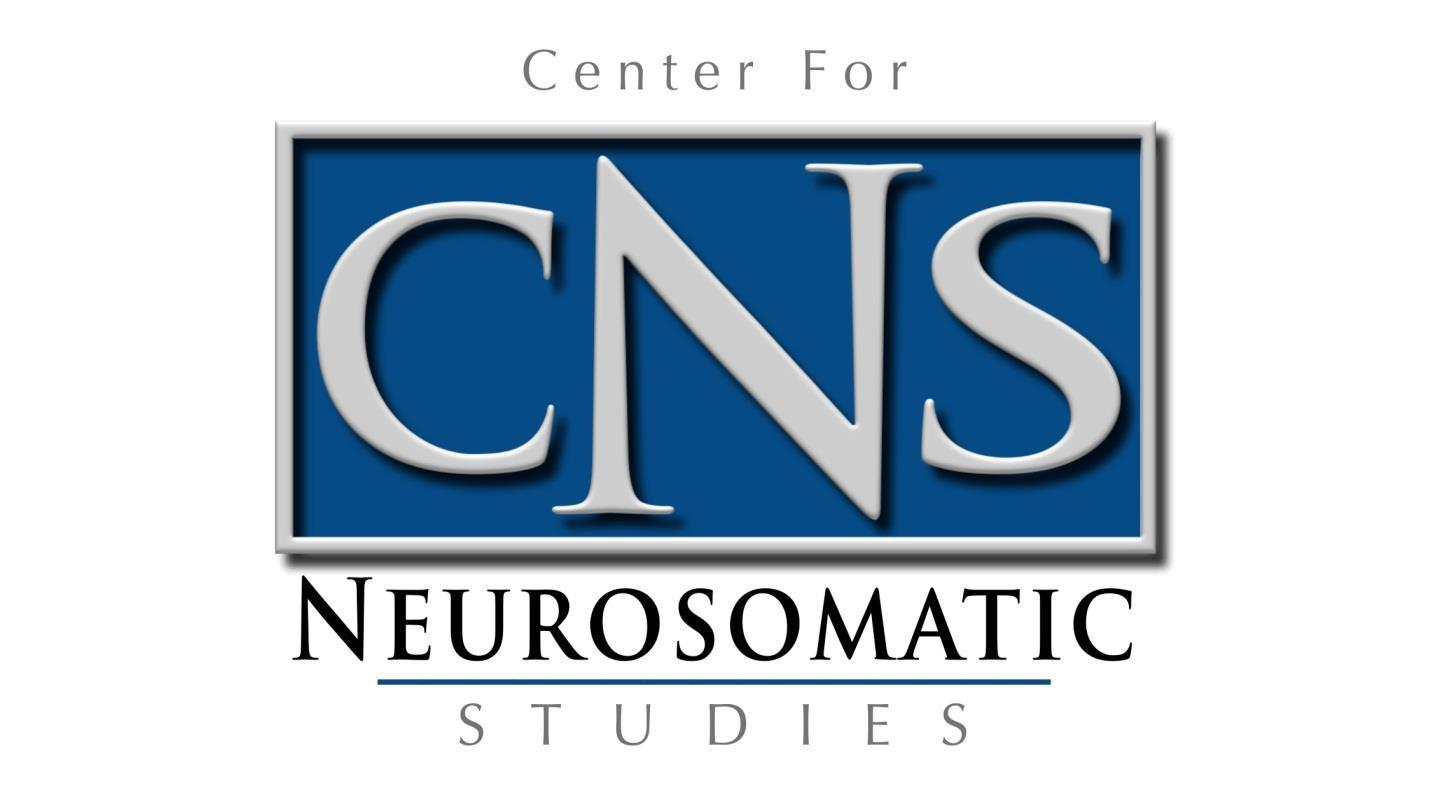 Center For
CNS
NEUROSOMATIC
STUDIES